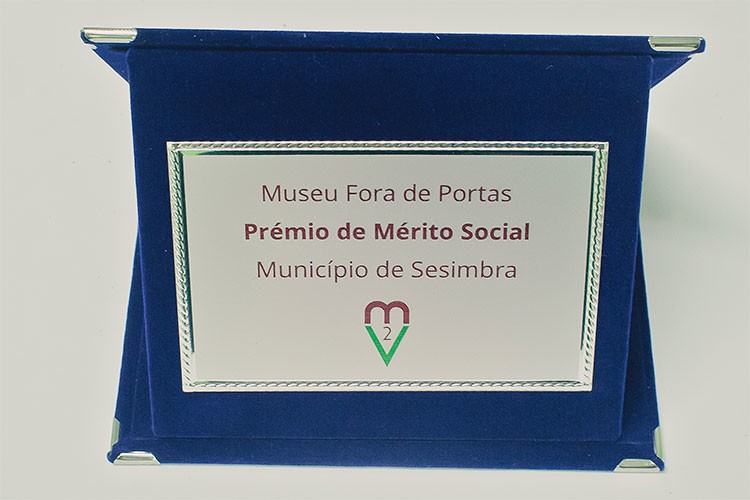 Museu Fora de Portas
Prémio de Mérito Social
Município de Sesimbra
m
2
V